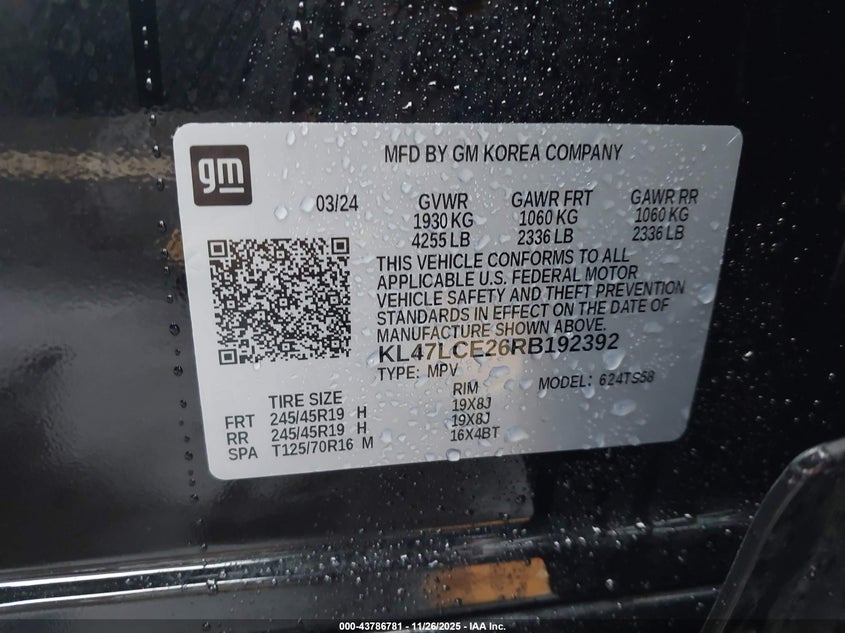 gm
MFD BY GM KOREA COMPANY
03/24 GVWR GAWR FRT GAWR RR
1930 KG 1060 KG 1060 KG
4255 LB 2336 LB 2336 LB
THIS VEHICLE CONFORMS TO ALL
APPLICABLE U.S. FEDERAL MOTOR
VEHICLE SAFETY AND THEFT PREVENTION
STANDARDS IN EFFECT ON THE DATE OF
MANUFACTURE SHOWN ABOVE.
KL47LCE26RB192392
TYPE: MPV MODEL: 624TS58
TIRE SIZE RIM
FRT 245/45R19 H 19X8J
RR 245/45R19 H 19X8J
SPA T125/70R16 M 16X4BT
000-43786781 - 11/26/2025 - IAA Inc.